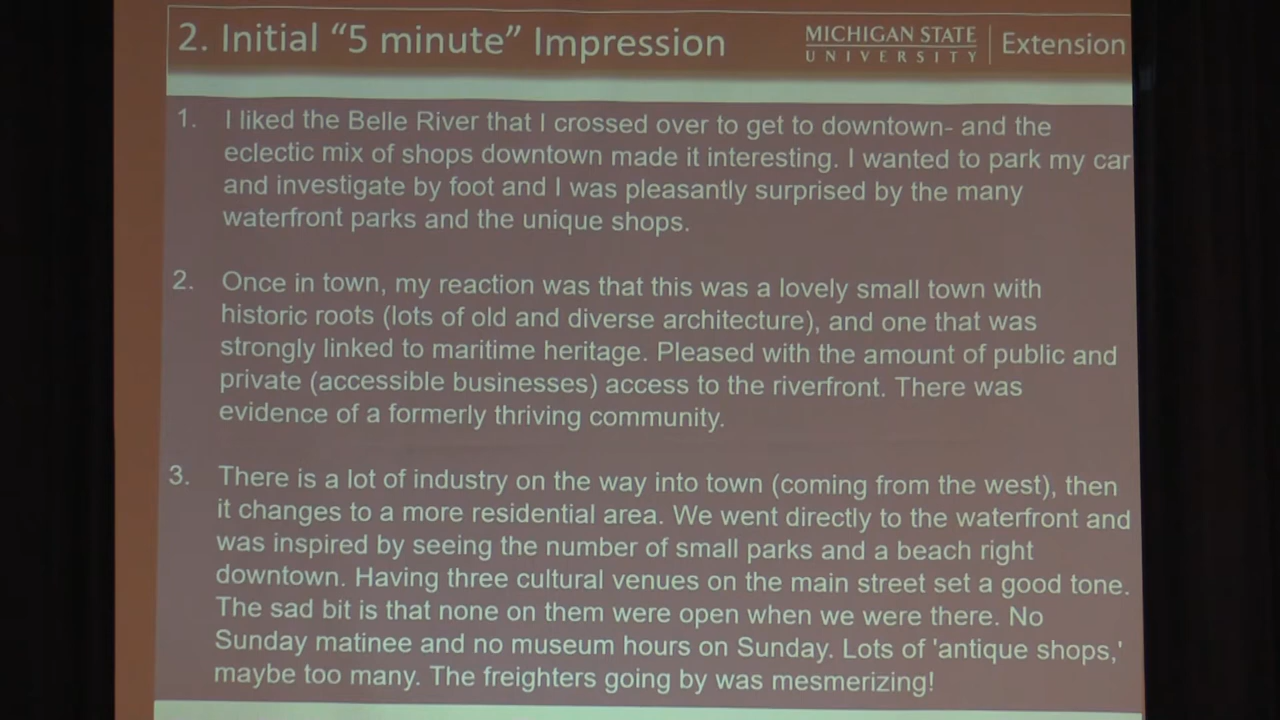 2. Initial “5 minute” Impression
MICHIGAN STATE
UNIVERSITY
Extension
1. I liked the Belle River that I crossed over to get to downtown- and the
eclectic mix of shops downtown made it interesting. I wanted to park my car
and investigate by foot and I was pleasantly surprised by the many
waterfront parks and the unique shops.
2. Once in town, my reaction was that this was a lovely small town with
historic roots (lots of old and diverse architecture), and one that was
strongly linked to maritime heritage. Pleased with the amount of public and
private (accessible businesses) access to the riverfront. There was
evidence of a formerly thriving community.
3. There is a lot of industry on the way into town (coming from the west), then
it changes to a more residential area. We went directly to the waterfront and
was inspired by seeing the number of small parks and a beach right
downtown. Having three cultural venues on the main street set a good tone.
The sad bit is that none on them were open when we were there. No
Sunday matinee and no museum hours on Sunday. Lots of 'antique shops,'
maybe too many. The freighters going by was mesmerizing!